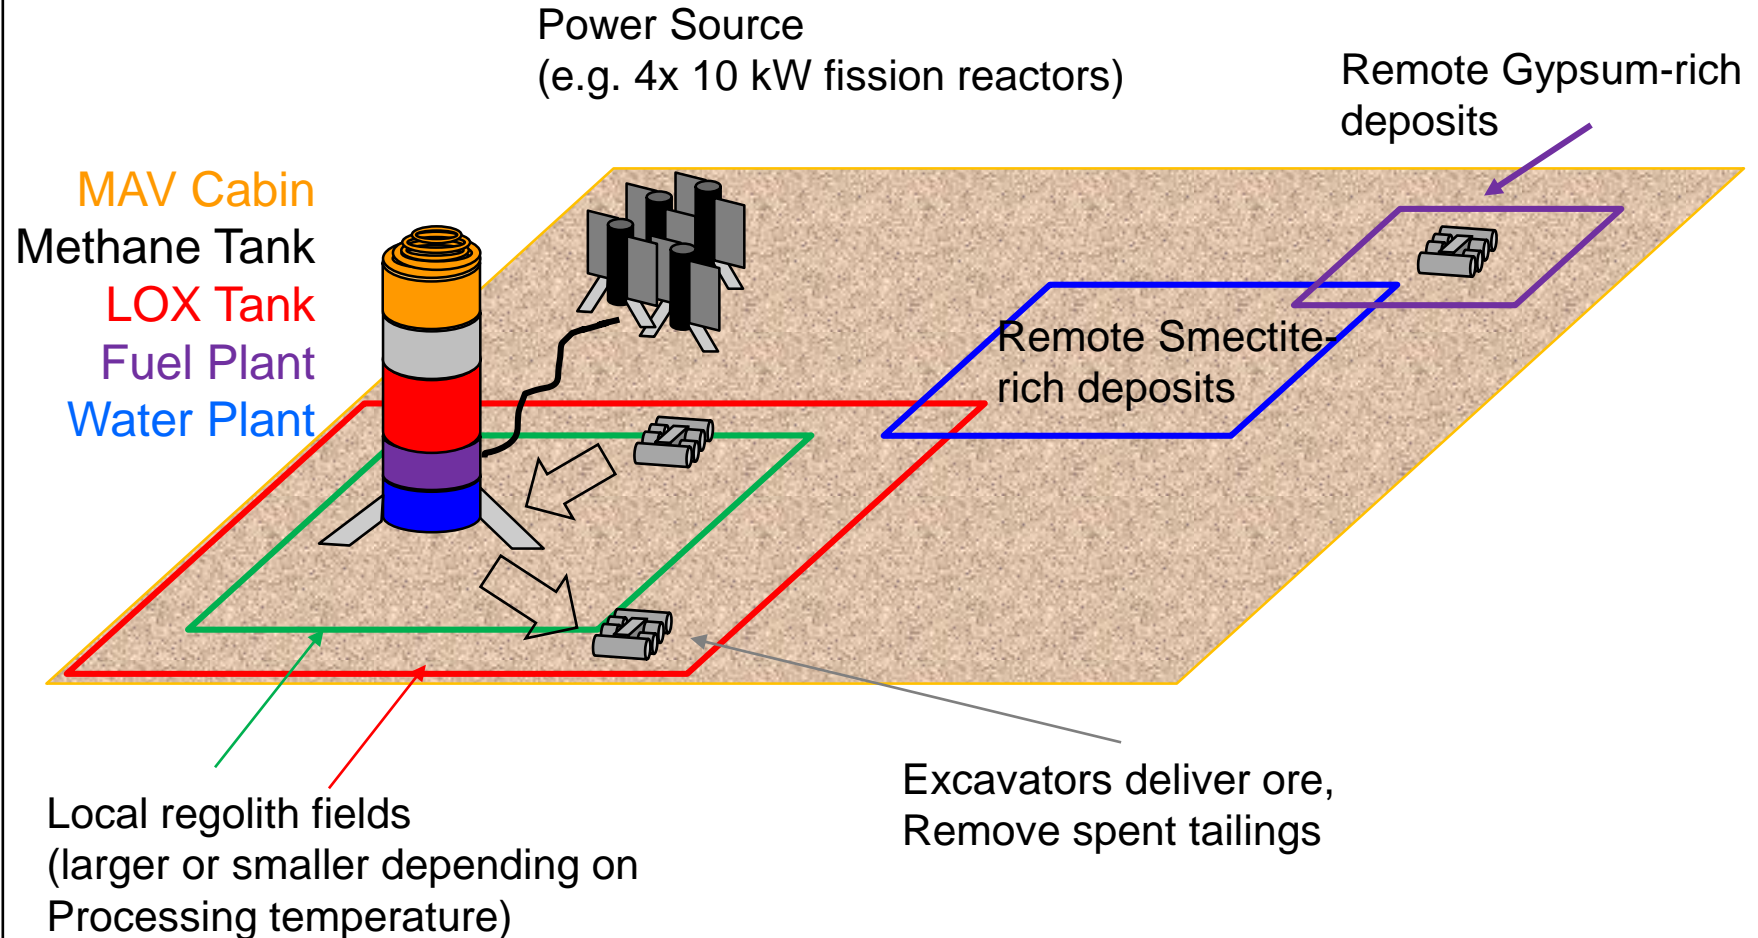 Power Source
(e.g. 4x 10 kW fission reactors)
Remote Gypsum-rich
deposits
MAV Cabin
Methane Tank
LOX Tank
Fuel Plant
Water Plant
Remote Smectite-
rich deposits
Local regolith fields
(larger or smaller depending on
Processing temperature)
Excavators deliver ore,
Remove spent tailings